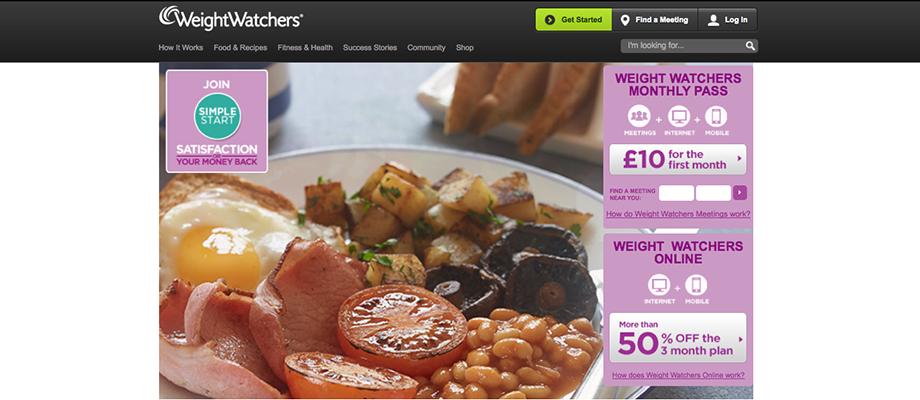 WeightWatchers®
Get Started
Find a Meeting
Log In
How It Works Food & Recipes Fitness & Health Success Stories Community Shop
I'm looking for...
JOIN
SIMPLE
START
SATISFACTION
OR
YOUR MONEY BACK
WEIGHT WATCHERS
MONTHLY PASS
MEETINGS + INTERNET + MOBILE
£10 for the
first month
FIND A MEETING
NEAR YOU:
How do Weight Watchers Meetings work?
WEIGHT WATCHERS
ONLINE
INTERNET + MOBILE
More than
50% OFF the
3 month plan
How does Weight Watchers Online work?